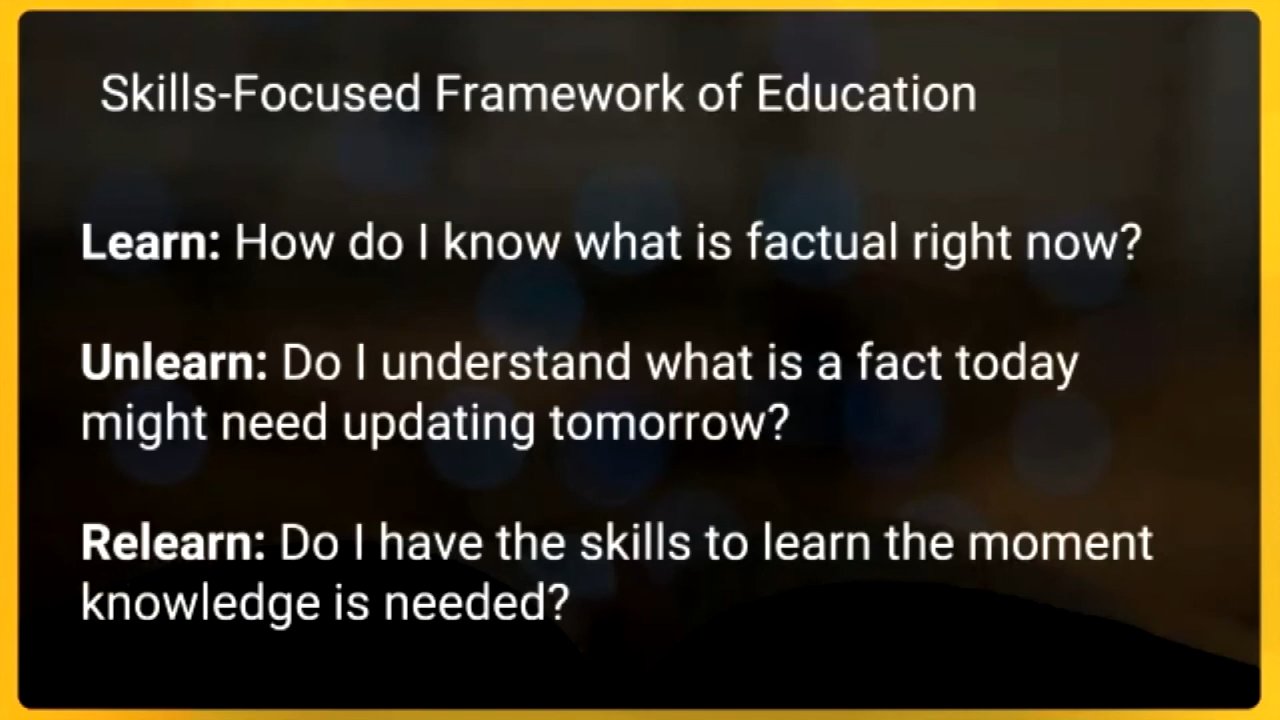 Skills-Focused Framework of Education
Learn: How do I know what is factual right now?
Unlearn: Do I understand what is a fact today
might need updating tomorrow?
Relearn: Do I have the skills to learn the moment
knowledge is needed?